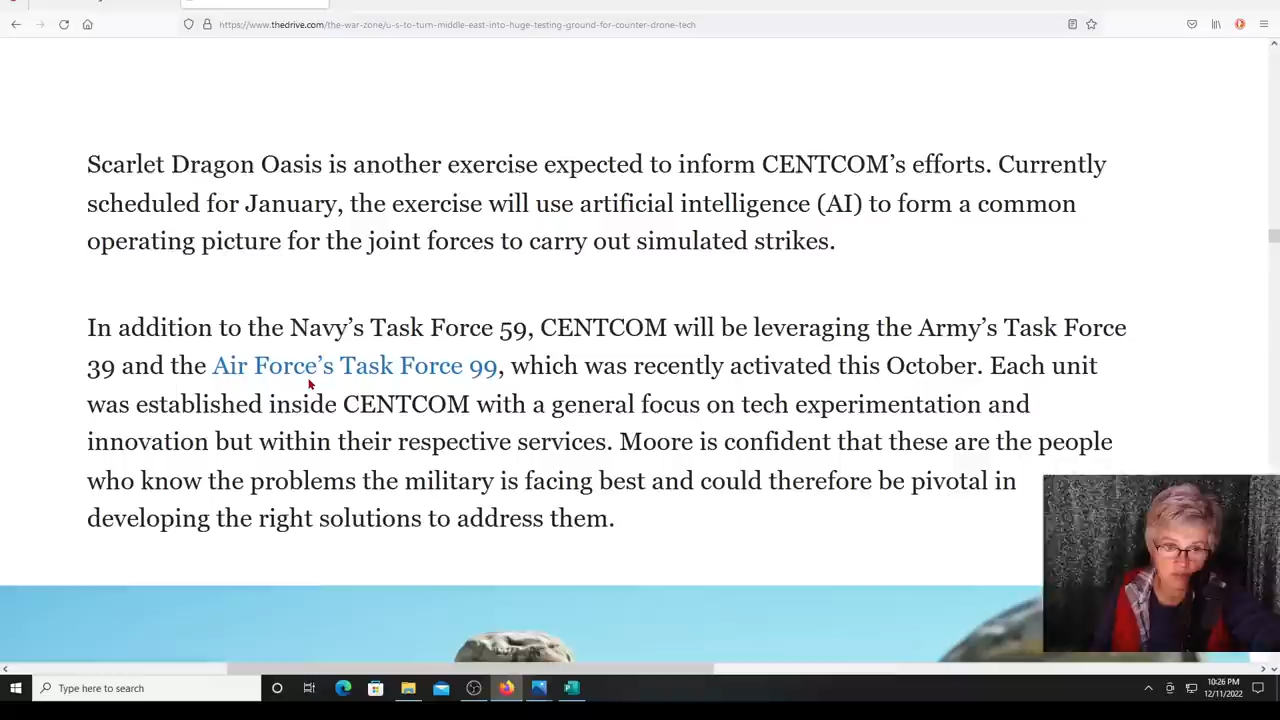 https://www.thedrive.com/the-war-zone/u-s-to-turn-middle-east-into-huge-testing-ground-for-counter-drone-tech
Scarlet Dragon Oasis is another exercise expected to inform CENTCOM’s efforts. Currently
scheduled for January, the exercise will use artificial intelligence (AI) to form a common
operating picture for the joint forces to carry out simulated strikes.
In addition to the Navy’s Task Force 59, CENTCOM will be leveraging the Army’s Task Force
39 and the Air Force’s Task Force 99, which was recently activated this October. Each unit
was established inside CENTCOM with a general focus on tech experimentation and
innovation but within their respective services. Moore is confident that these are the people
who know the problems the military is facing best and could therefore be pivotal in
developing the right solutions to address them.
Type here to search
10:26 PM
12/11/2022